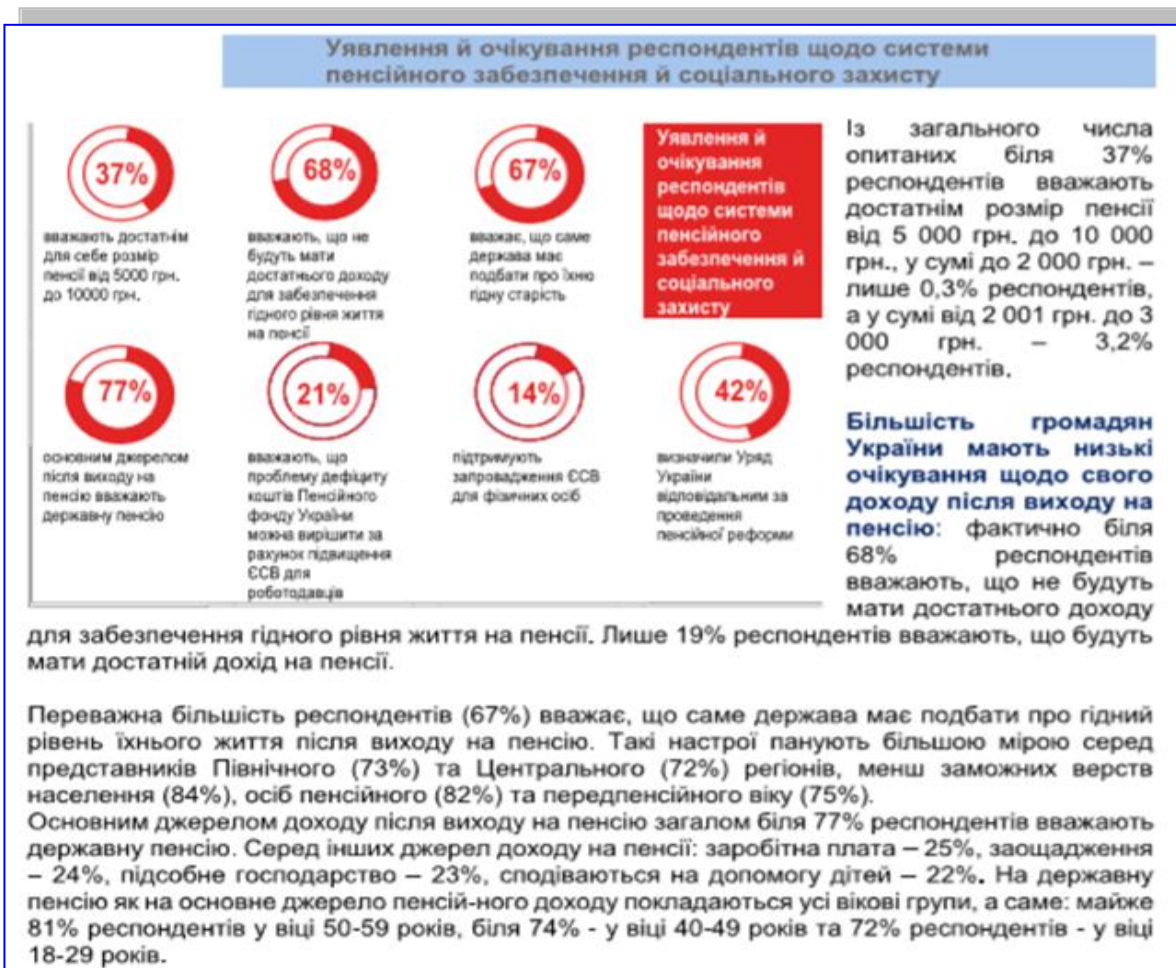 Уявлення й очікування респондентів щодо системи
пенсійного забезпечення й соціального захисту
37%
вважають достатнім
для себе розмір
пенсії від 5000 грн.
до 10000 грн.
68%
вважають, що не
будуть мати
достатнього доходу
для забезпечення
гідного рівня життя
на пенсії
67%
вважає, що саме
держава має
подбати про їхню
гідну старість
Уявлення й
очікування
респондентів
щодо системи
пенсійного
забезпечення й
соціального
захисту
77%
основним джерелом
після виходу на
пенсію вважають
державну пенсію
21%
вважають, що
проблему дефіциту
коштів Пенсійного
фонду України
можна вирішити за
рахунок підвищення
ЄСВ для
роботодавців
14%
підтримують
запровадження ЄСВ
для фізичних осіб
42%
визначили Уряд
України
відповідальним за
проведення
пенсійної реформи
Із загального числа
опитаних біля 37%
респондентів вважають
достатнім розмір пенсії
від 5 000 грн. до 10 000
грн., у сумі до 2 000 грн. –
лише 0,3% респондентів,
а у сумі від 2 001 грн. до 3
000 грн. – 3,2%
респондентів.
Більшість громадян
України мають низькі
очікування щодо свого
доходу після виходу на
пенсію: фактично біля
68% респондентів
вважають, що не будуть
мати достатнього доходу
для забезпечення гідного рівня життя на пенсії. Лише 19% респондентів вважають, що будуть
мати достатній дохід на пенсії.
Переважна більшість респондентів (67%) вважає, що саме держава має подбати про гідний
рівень їхнього життя після виходу на пенсію. Такі настрої панують більшою мірою серед
представників Північного (73%) та Центрального (72%) регіонів, менш заможних верств
населення (84%), осіб пенсійного (82%) та передпенсійного віку (75%).
Основним джерелом доходу після виходу на пенсію загалом біля 77% респондентів вважають
державну пенсію. Серед інших джерел доходу на пенсії: заробітна плата – 25%, заощадження
– 24%, підсобне господарство – 23%, сподіваються на допомогу дітей – 22%. На державну
пенсію як на основне джерело пенсій-ного доходу покладаються усі вікові групи, а саме: майже
81% респондентів у віці 50-59 років, біля 74% - у віці 40-49 років та 72% респондентів - у віці
18-29 років.